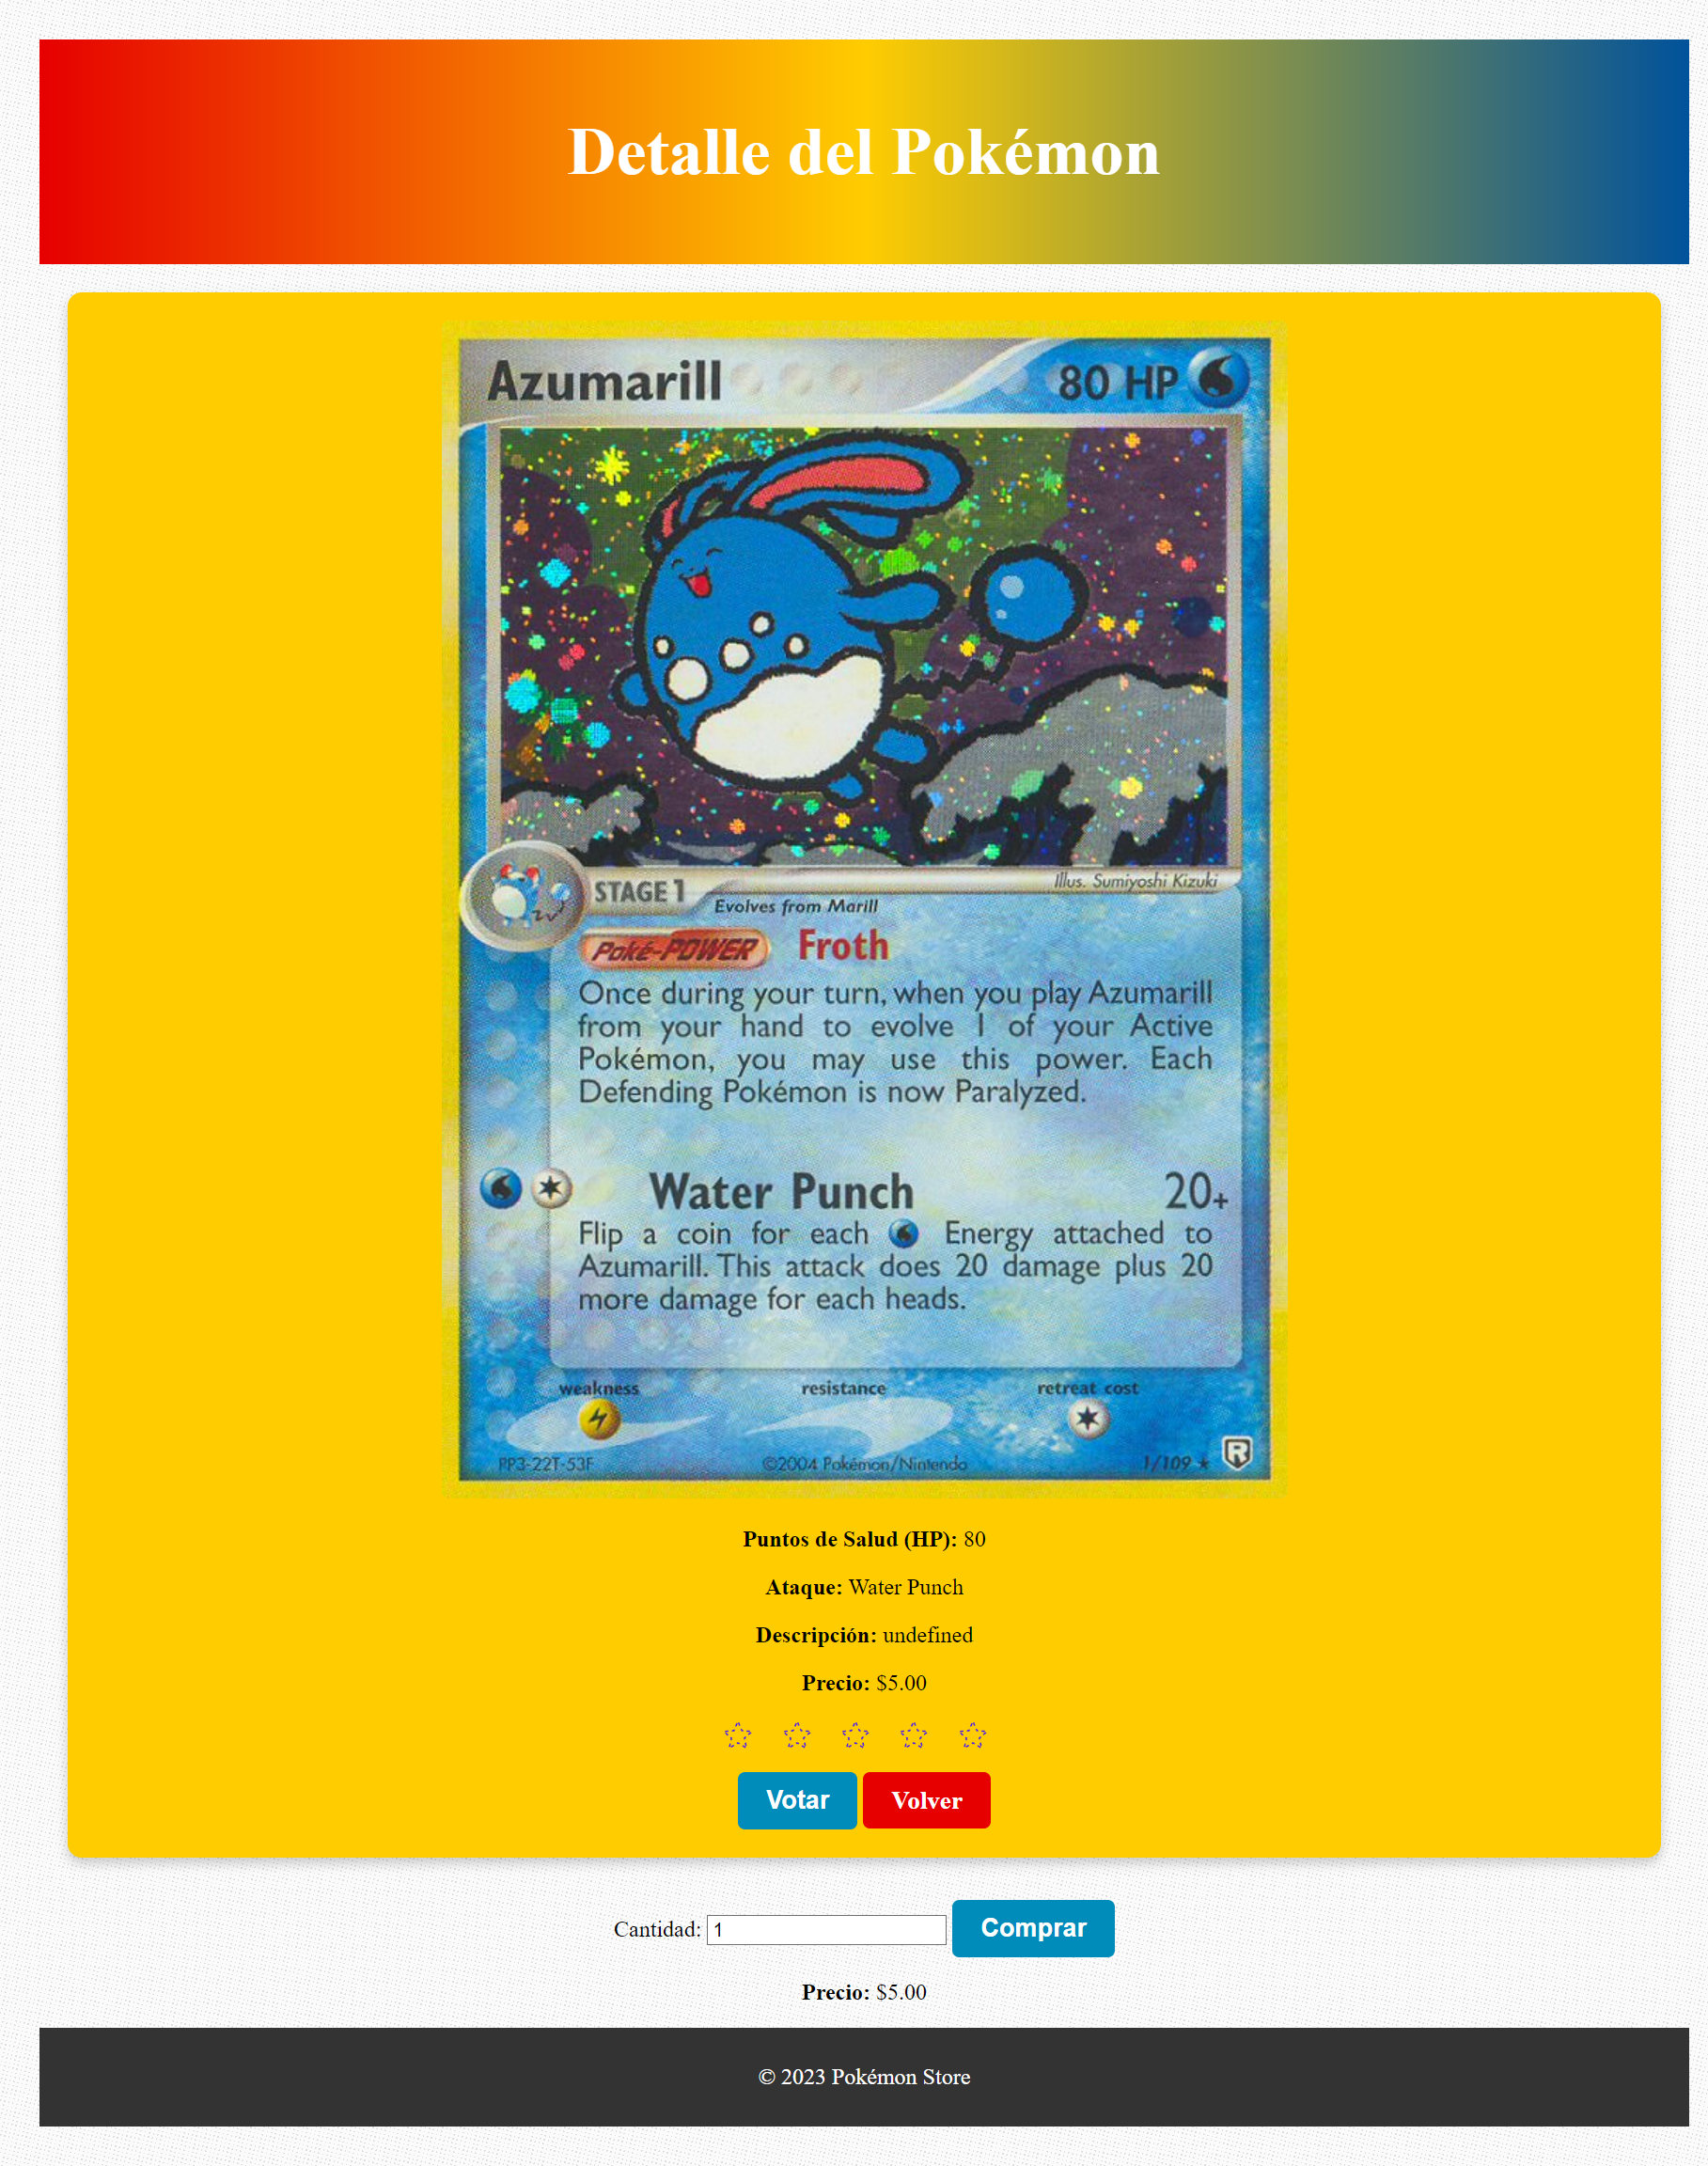 Detalle del Pokémon
Azumarill
80 HP
Illus. Sumiyoshi Kizuki
STAGE 1
Evolves from Marill
Poké-POWER Froth
Once during your turn, when you play Azumarill
from your hand to evolve 1 of your Active
Pokémon, you may use this power. Each
Defending Pokémon is now Paralyzed.
Water Punch 20+
Flip a coin for each Energy attached to
Azumarill. This attack does 20 damage plus 20
more damage for each heads.
weakness resistance retreat cost
PP3-22T-53F ©2004 Pokémon/Nintendo 1/109 ★ R
Puntos de Salud (HP): 80
Ataque: Water Punch
Descripción: undefined
Precio: $5.00
Votar Volver
Cantidad: 1 Comprar
Precio: $5.00
© 2023 Pokémon Store